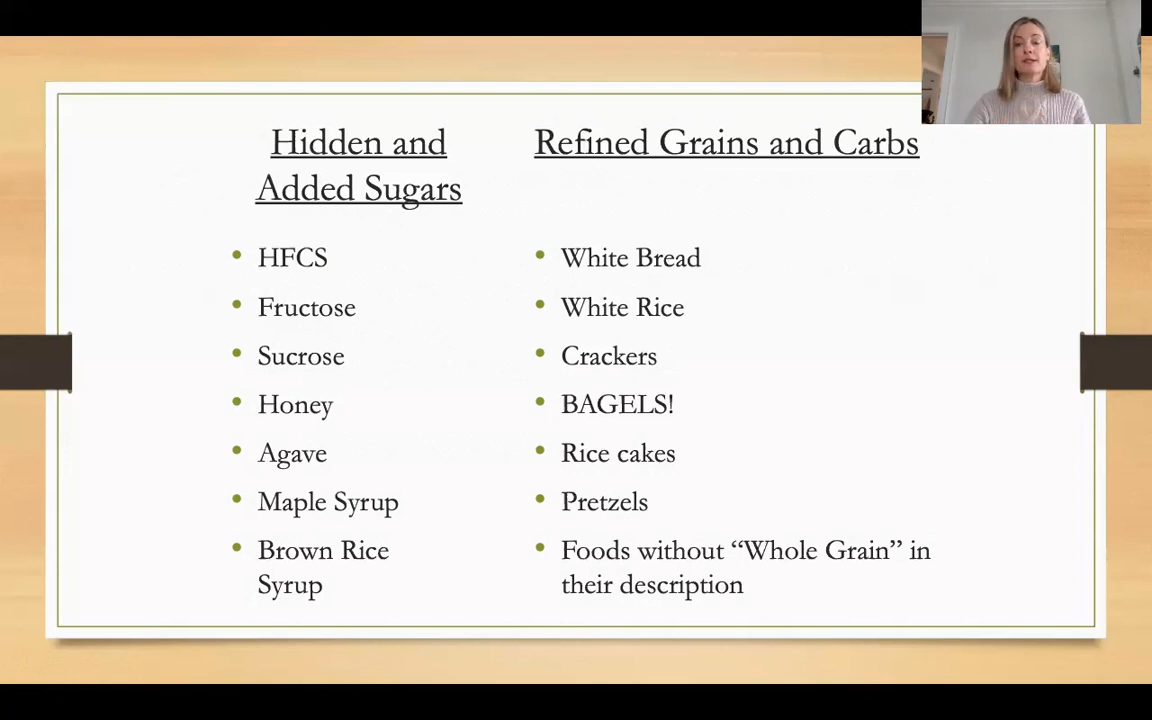 Hidden and
Added Sugars
HFCS
Fructose
Sucrose
Honey
Agave
Maple Syrup
Brown Rice
Syrup
Refined Grains and Carbs
White Bread
White Rice
Crackers
BAGELS!
Rice cakes
Pretzels
Foods without “Whole Grain” in
their description